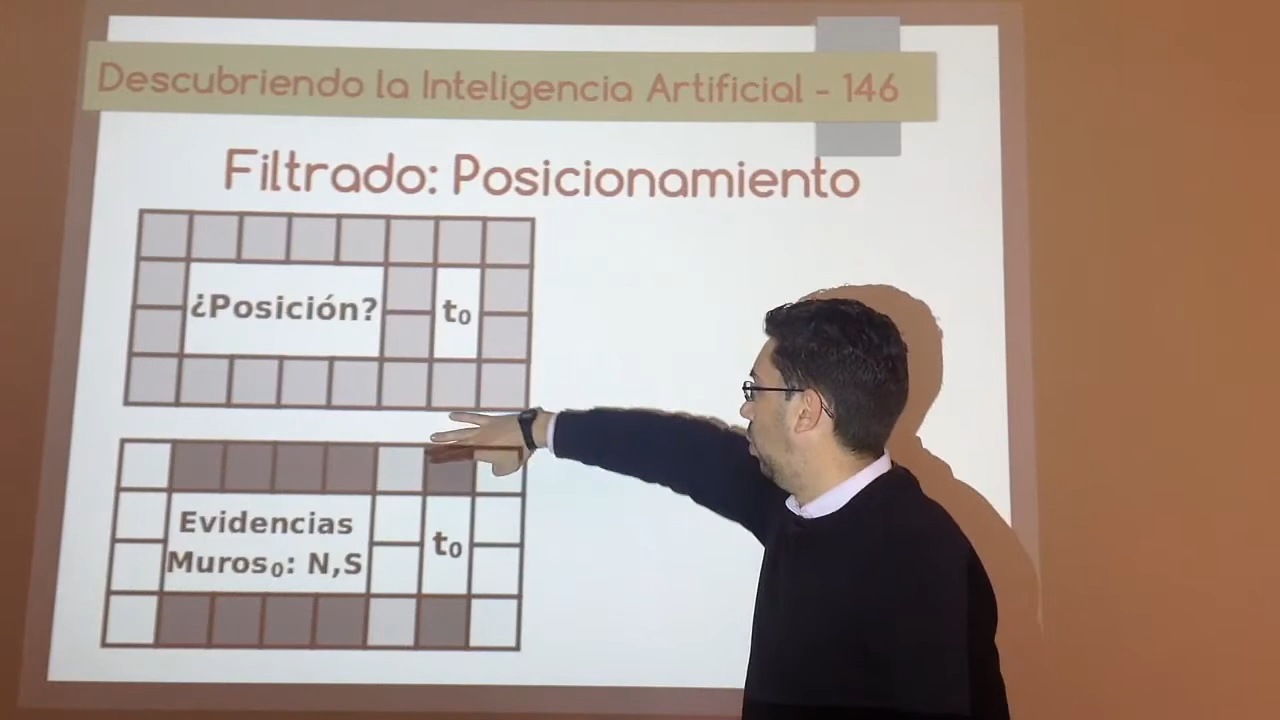 Descubriendo la Inteligencia Artificial - 146
Filtrado: Posicionamiento
¿Posición?
t₀
Evidencias
Muros₀: N,S
t₀